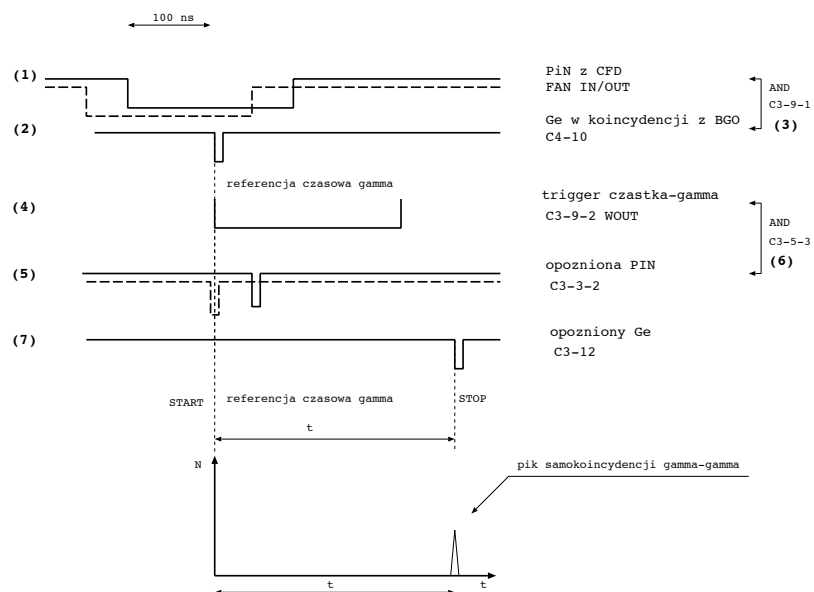 100 ns
(1)
PiN z CFD
FAN IN/OUT
AND
C3-9-1
(3)
(2)
Ge w koincydencji z BGO
C4-10
referencja czasowa gamma
(4)
trigger czastka-gamma
C3-9-2 WOUT
AND
C3-5-3
(6)
(5)
opozniona PIN
C3-3-2
(7)
opozniony Ge
C3-12
START
referencja czasowa gamma
STOP
t
N
pik samokoincydencji gamma-gamma
t
t